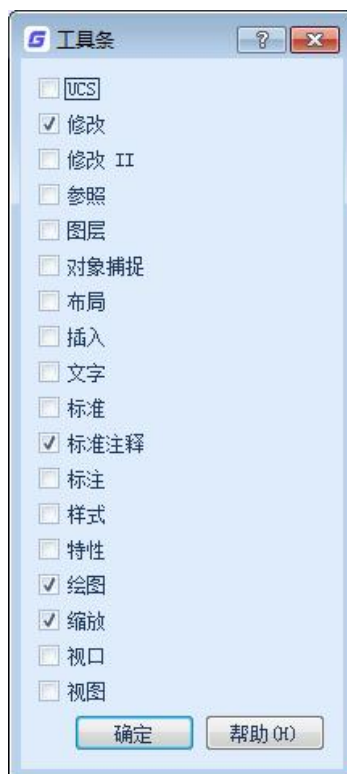 工具条
UCS
修改
修改 II
参照
图层
对象捕捉
布局
插入
文字
标准
标准注释
标注
样式
特性
绘图
缩放
视口
视图
确定 帮助(H)